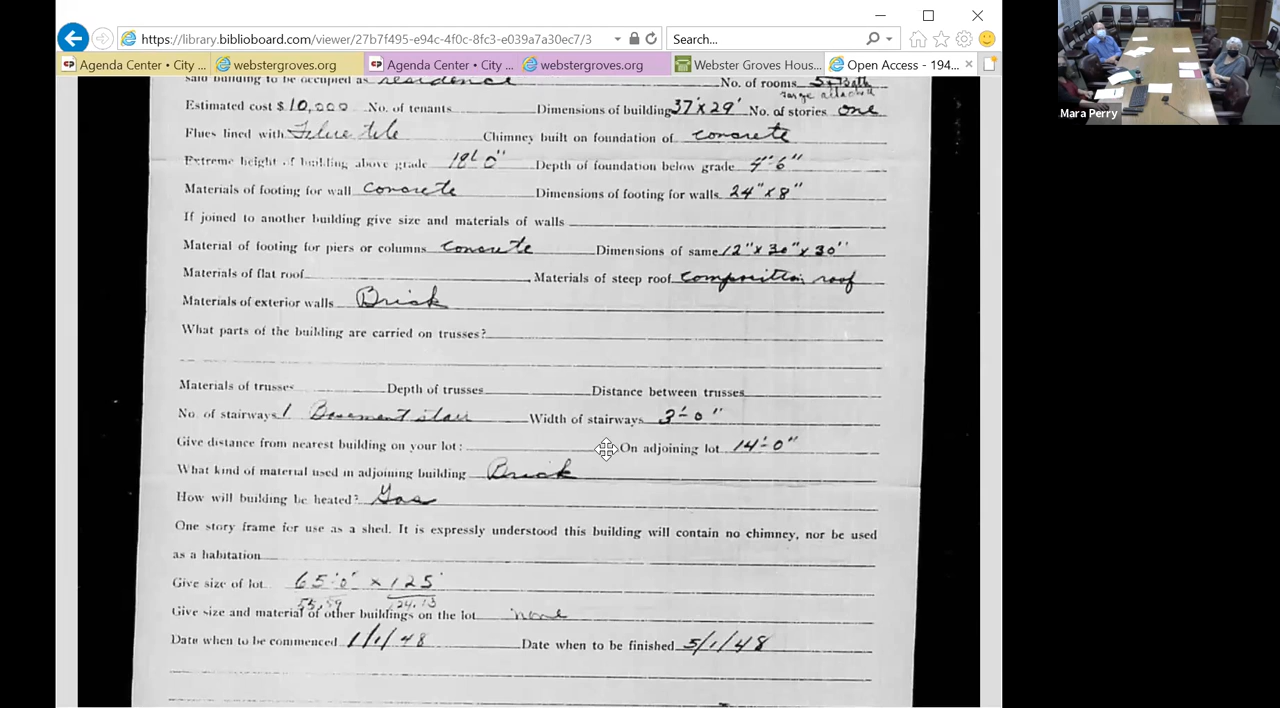 https://library.biblioboard.com/viewer/27b7f495-
Search...
Agenda Center • City ...
webstergroves.org
Agenda Center • City ...
webstergroves.org
Webster Groves Hous...
Open Access - 194...
said building to be occupied as residence No. of rooms 5 + Bath
Estimated cost $ 10,000 No. of tenants Dimensions of building 37' x 29' No. of stories one
Flues lined with Flue tile Chimney built on foundation of concrete
Extreme height of building above grade 18'-0" Depth of foundation below grade
Materials of footing for wall concrete Dimensions of footing for walls 24" x 8"
If joined to another building give size and materials of walls
Material of footing for piers or columns concrete Dimensions of same 12" x 30" x 30"
Materials of flat roof Materials of steep roof composition roof
Materials of exterior walls Brick
What parts of the building are carried on trusses?
Materials of trusses Depth of trusses Distance between trusses
No. of stairways 1 Basement stair Width of stairways 3'-0"
Give distance from nearest building on your lot: On adjoining lot 14'-0"
What kind of material used in adjoining building Brick
How will building be heated? Gas
One story frame for use as a shed. It is expressly understood this building will contain no chimney, nor be used
as a habitation
Give size of lot 65'-0" x 125'
Give size and material of other buildings on the lot none
Date when to be commenced 1/1/48 Date when to be finished 5/1/48
Mara Perry